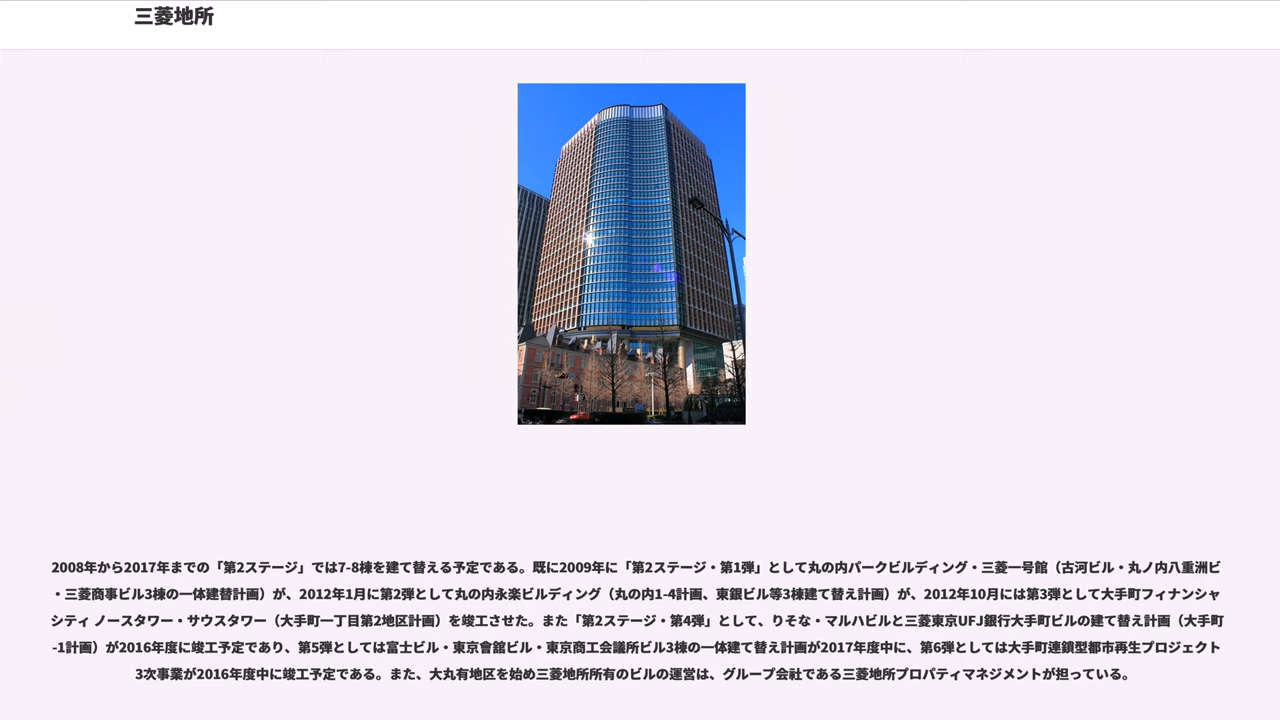 三菱地所
2008年から2017年までの「第2ステージ」では7-8棟を建て替える予定である。既に2009年に「第2ステージ・第1弾」として丸の内パークビルディング・三菱一号館（古河ビル・丸ノ内八重洲ビ
・三菱商事ビル3棟の一体建替計画）が、2012年1月に第2弾として丸の内永楽ビルディング（丸の内1-4計画、東銀ビル等3棟建て替え計画）が、2012年10月には第3弾として大手町フィナンシャ
シティ ノースタワー・サウスタワー（大手町一丁目第2地区計画）を竣工させた。また「第2ステージ・第4弾」として、りそな・マルハビルと三菱東京UFJ銀行大手町ビルの建て替え計画（大手町
-1計画）が2016年度に竣工予定であり、第5弾としては富士ビル・東京會舘ビル・東京商工会議所ビル3棟の一体建て替え計画が2017年度中に、第6弾としては大手町連鎖型都市再生プロジェクト
3次事業が2016年度中に竣工予定である。また、大丸有地区を始め三菱地所所有のビルの運営は、グループ会社である三菱地所プロパティマネジメントが担っている。